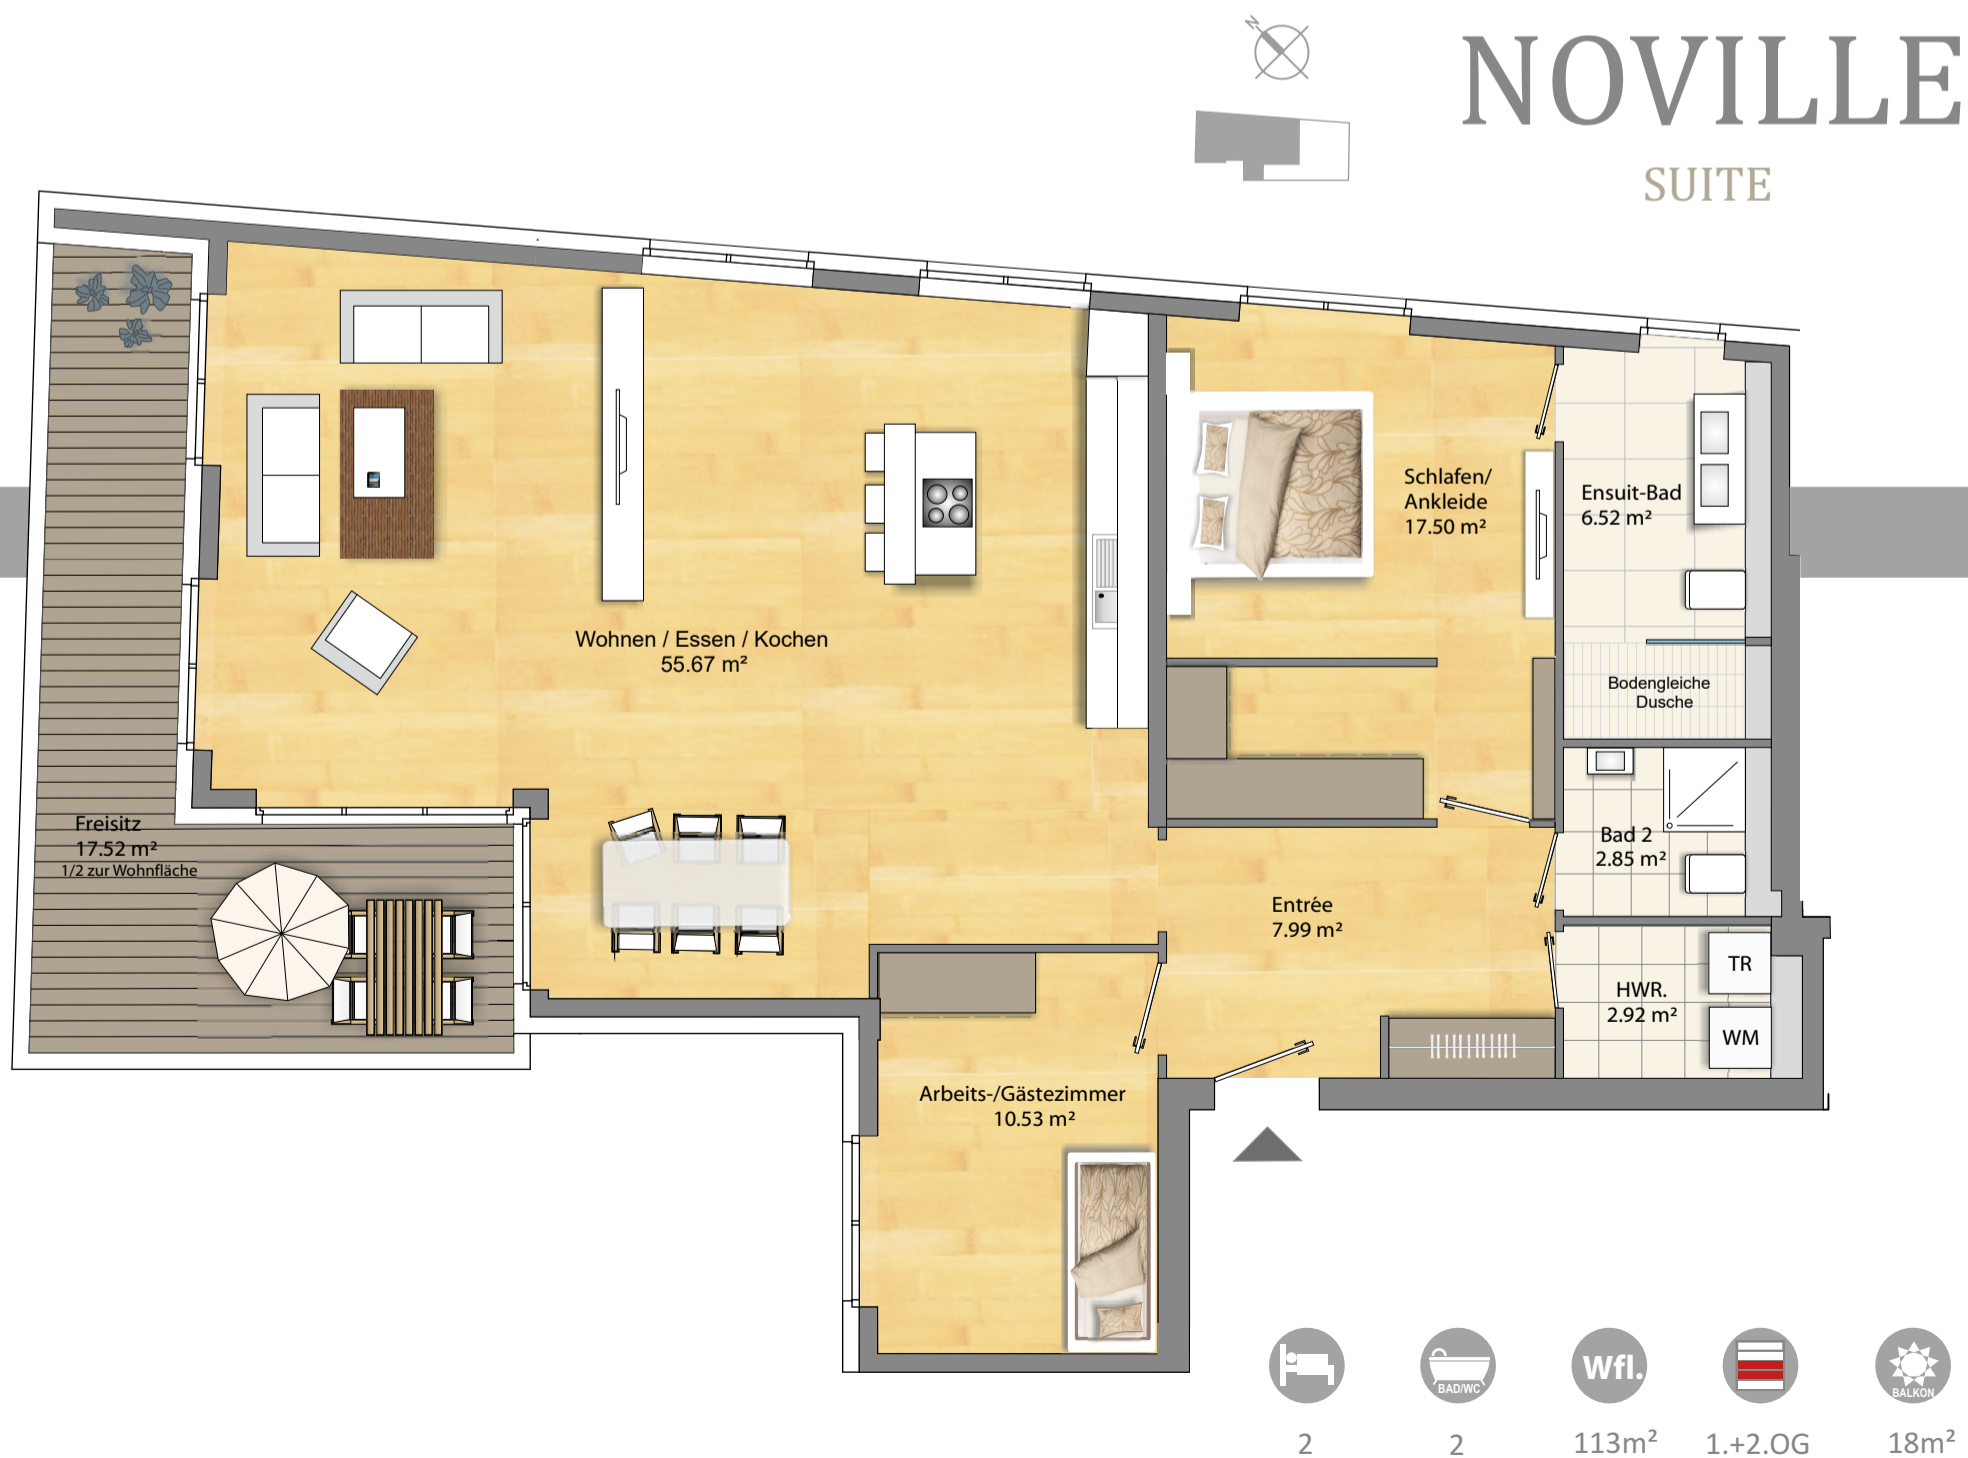 N
NOVILLE
SUITE
Schlafen/
Ankleide
17.50 m²
Ensuit-Bad
6.52 m²
Wohnen / Essen / Kochen
55.67 m²
Bodengleiche
Dusche
Freisitz
17.52 m²
1/2 zur Wohnfläche
Bad 2
2.85 m²
Entrée
7.99 m²
TR
HWR.
2.92 m²
WM
Arbeits-/Gästezimmer
10.53 m²
BAD/WC
Wfl.
BALKON
2
2
113m²
1.+2.OG
18m²